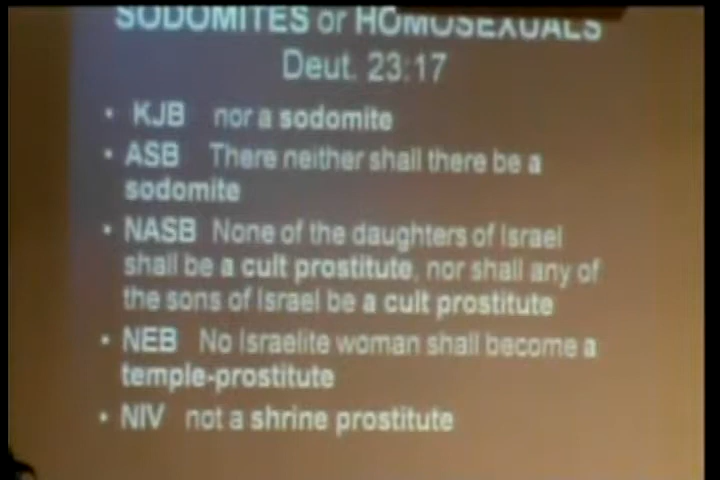 SODOMITES or HOMOSEXUALS
Deut. 23:17
• KJB nor a sodomite
• ASB There neither shall there be a
sodomite
• NASB None of the daughters of Israel
shall be a cult prostitute, nor shall any of
the sons of Israel be a cult prostitute
• NEB No Israelite woman shall become a
temple-prostitute
• NIV not a shrine prostitute